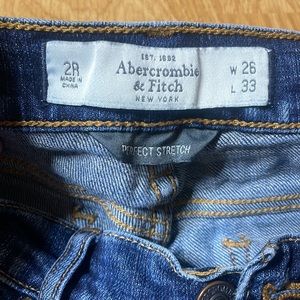 EST. 1892
Abercrombie
& Fitch
NEW YORK
2R
MADE IN
CHINA
W 26
L 33
PERFECT STRETCH